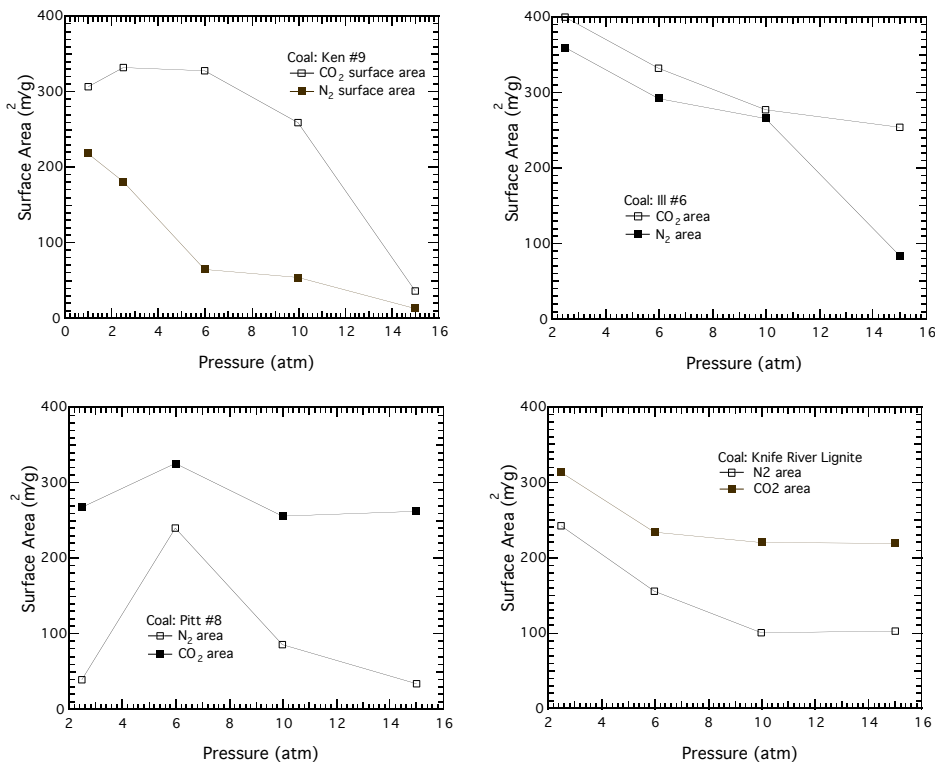 400
300
200
100
0
Surface Area (m²/g)
Coal: Ken #9
CO₂ surface area
N₂ surface area
0 2 4 6 8 10 12 14 16
Pressure (atm)
400
300
200
100
0
Surface Area (m²/g)
Coal: Ill #6
CO₂ area
N₂ area
2 4 6 8 10 12 14 16
Pressure (atm)
400
300
200
100
0
Surface Area (m²/g)
Coal: Pitt #8
N₂ area
CO₂ area
2 4 6 8 10 12 14 16
Pressure (atm)
400
300
200
100
0
Surface Area (m²/g)
Coal: Knife River Lignite
N2 area
CO2 area
2 4 6 8 10 12 14 16
Pressure (atm)